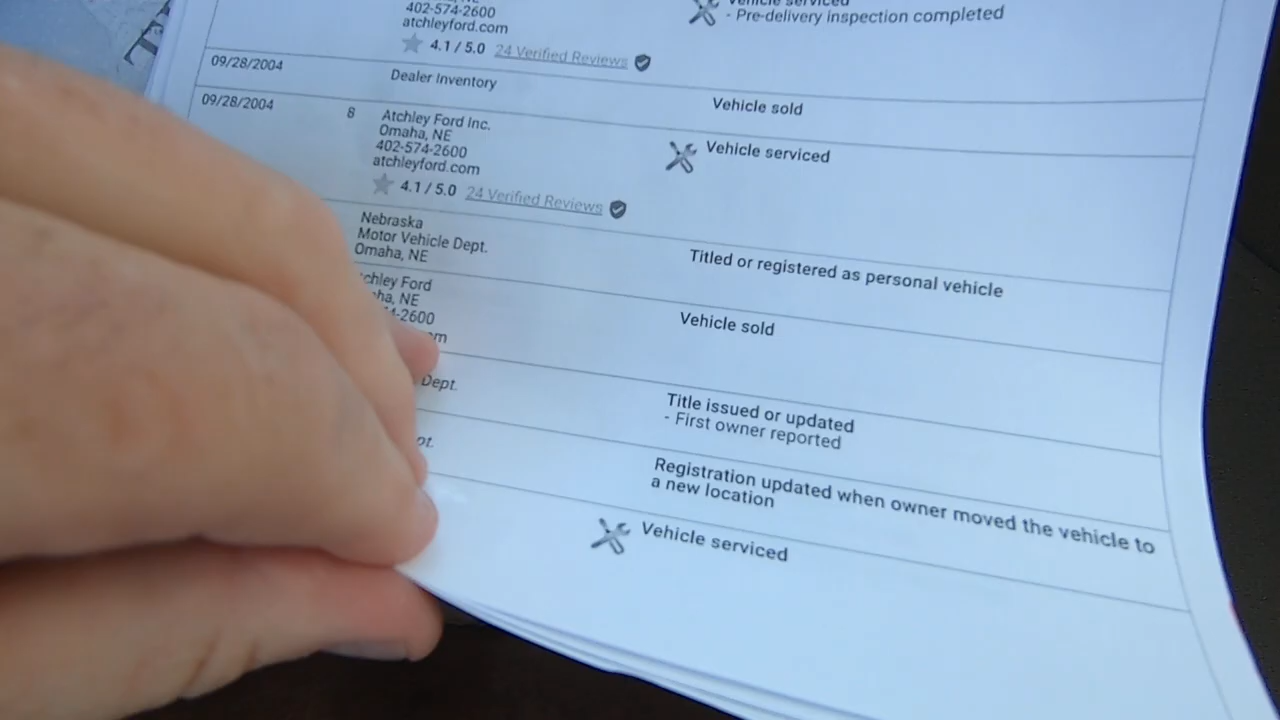 402-574-2600
atchleyford.com
4.1 / 5.0 24 Verified Reviews
Vehicle serviced
- Pre-delivery inspection completed
09/28/2004
Dealer Inventory
Vehicle sold
09/28/2004
8
Atchley Ford Inc.
Omaha, NE
402-574-2600
atchleyford.com
4.1 / 5.0 24 Verified Reviews
Vehicle serviced
Nebraska
Motor Vehicle Dept.
Omaha, NE
Titled or registered as personal vehicle
chley Ford
ha, NE
4-2600
om
Vehicle sold
Dept.
Title issued or updated
- First owner reported
pt.
Registration updated when owner moved the vehicle to
a new location
Vehicle serviced